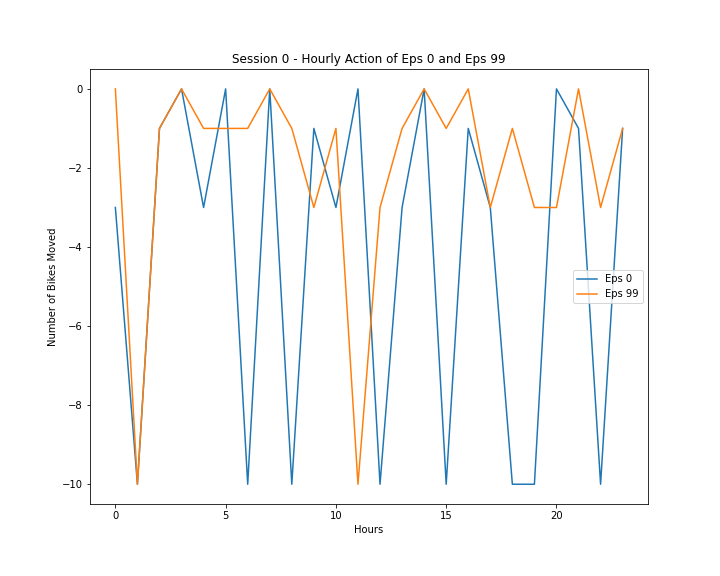 Session 0 - Hourly Action of Eps 0 and Eps 99
0
−2
−4
−6
−8
−10
Number of Bikes Moved
Eps 0
Eps 99
0 5 10 15 20
Hours